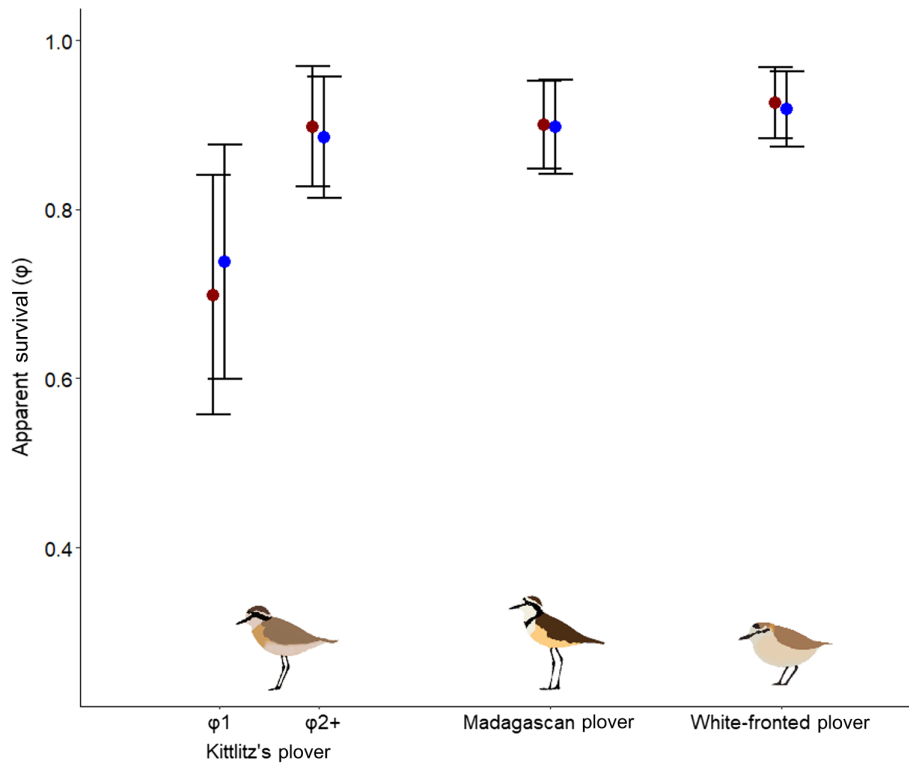 1.0
0.8
0.6
0.4
Apparent survival (φ)
φ1 φ2+ Madagascan plover White-fronted plover
Kittlitz's plover